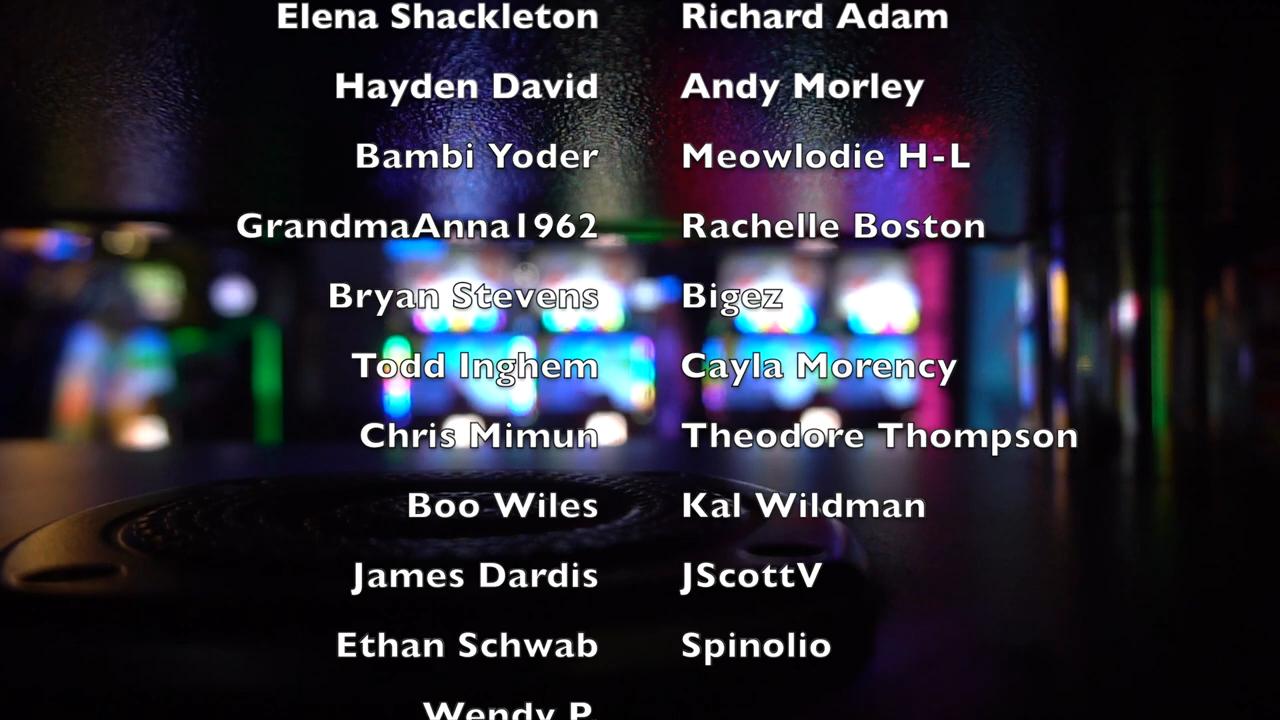 Elena Shackleton Richard Adam
Hayden David Andy Morley
Bambi Yoder Meowlodie H-L
GrandmaAnna1962 Rachelle Boston
Bryan Stevens Bigez
Todd Inghem Cayla Morency
Chris Mimun Theodore Thompson
Boo Wiles Kal Wildman
James Dardis JScottV
Ethan Schwab Spinolio
Wendy P.